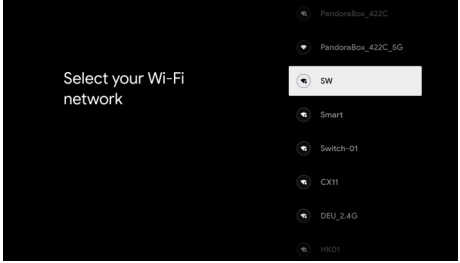 Select your Wi-Fi
network
PandoraBox_422C
PandoraBox_422C_5G
SW
Smart
Switch-01
CX11
DEU_2.4G
HK01